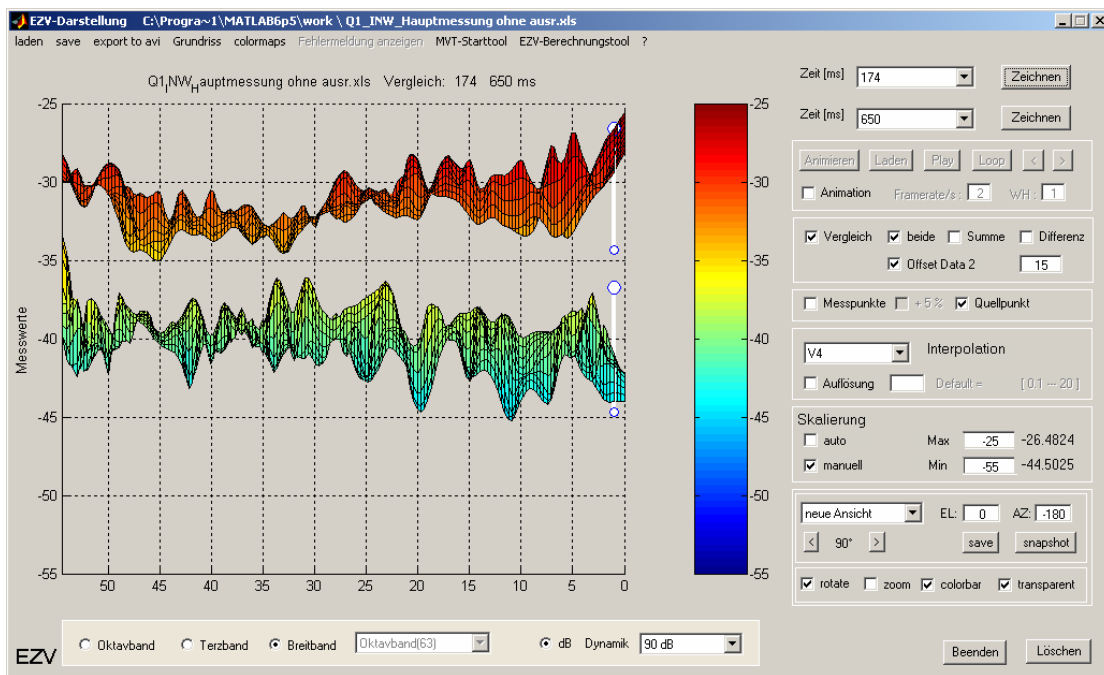 EZV-Darstellung C:\Progra~1\MATLAB6p5\work \ Q1_INW_Hauptmessung ohne ausr.xls
laden save export to avi Grundriss colormaps Fehlermeldung anzeigen MVT-Starttool EZV-Berechnungstool ?
Q1INWHauptmessung ohne ausr.xls Vergleich: 174 650 ms
-25
-30
-35
-40
-45
-50
-55
Messwerte
50 45 40 35 30 25 20 15 10 5 0
-25
-30
-35
-40
-45
-50
-55
Zeit [ms] 174 Zeichnen
Zeit [ms] 650 Zeichnen
Animieren Laden Play Loop < >
Animation Framerate/s : 2 WH : 1
Vergleich beide Summe Differenz
Offset Data 2 15
Messpunkte + 5 % Quellpunkt
V4 Interpolation
Auflösung Default = [ 0.1 --- 20 ]
Skalierung
auto Max -25 -26.4824
manuell Min -55 -44.5025
neue Ansicht EL: 0 AZ: -180
< 90° > save snapshot
rotate zoom colorbar transparent
EZV Oktavband Terzband Breitband Oktavband(63) dB Dynamik 90 dB
Beenden Löschen